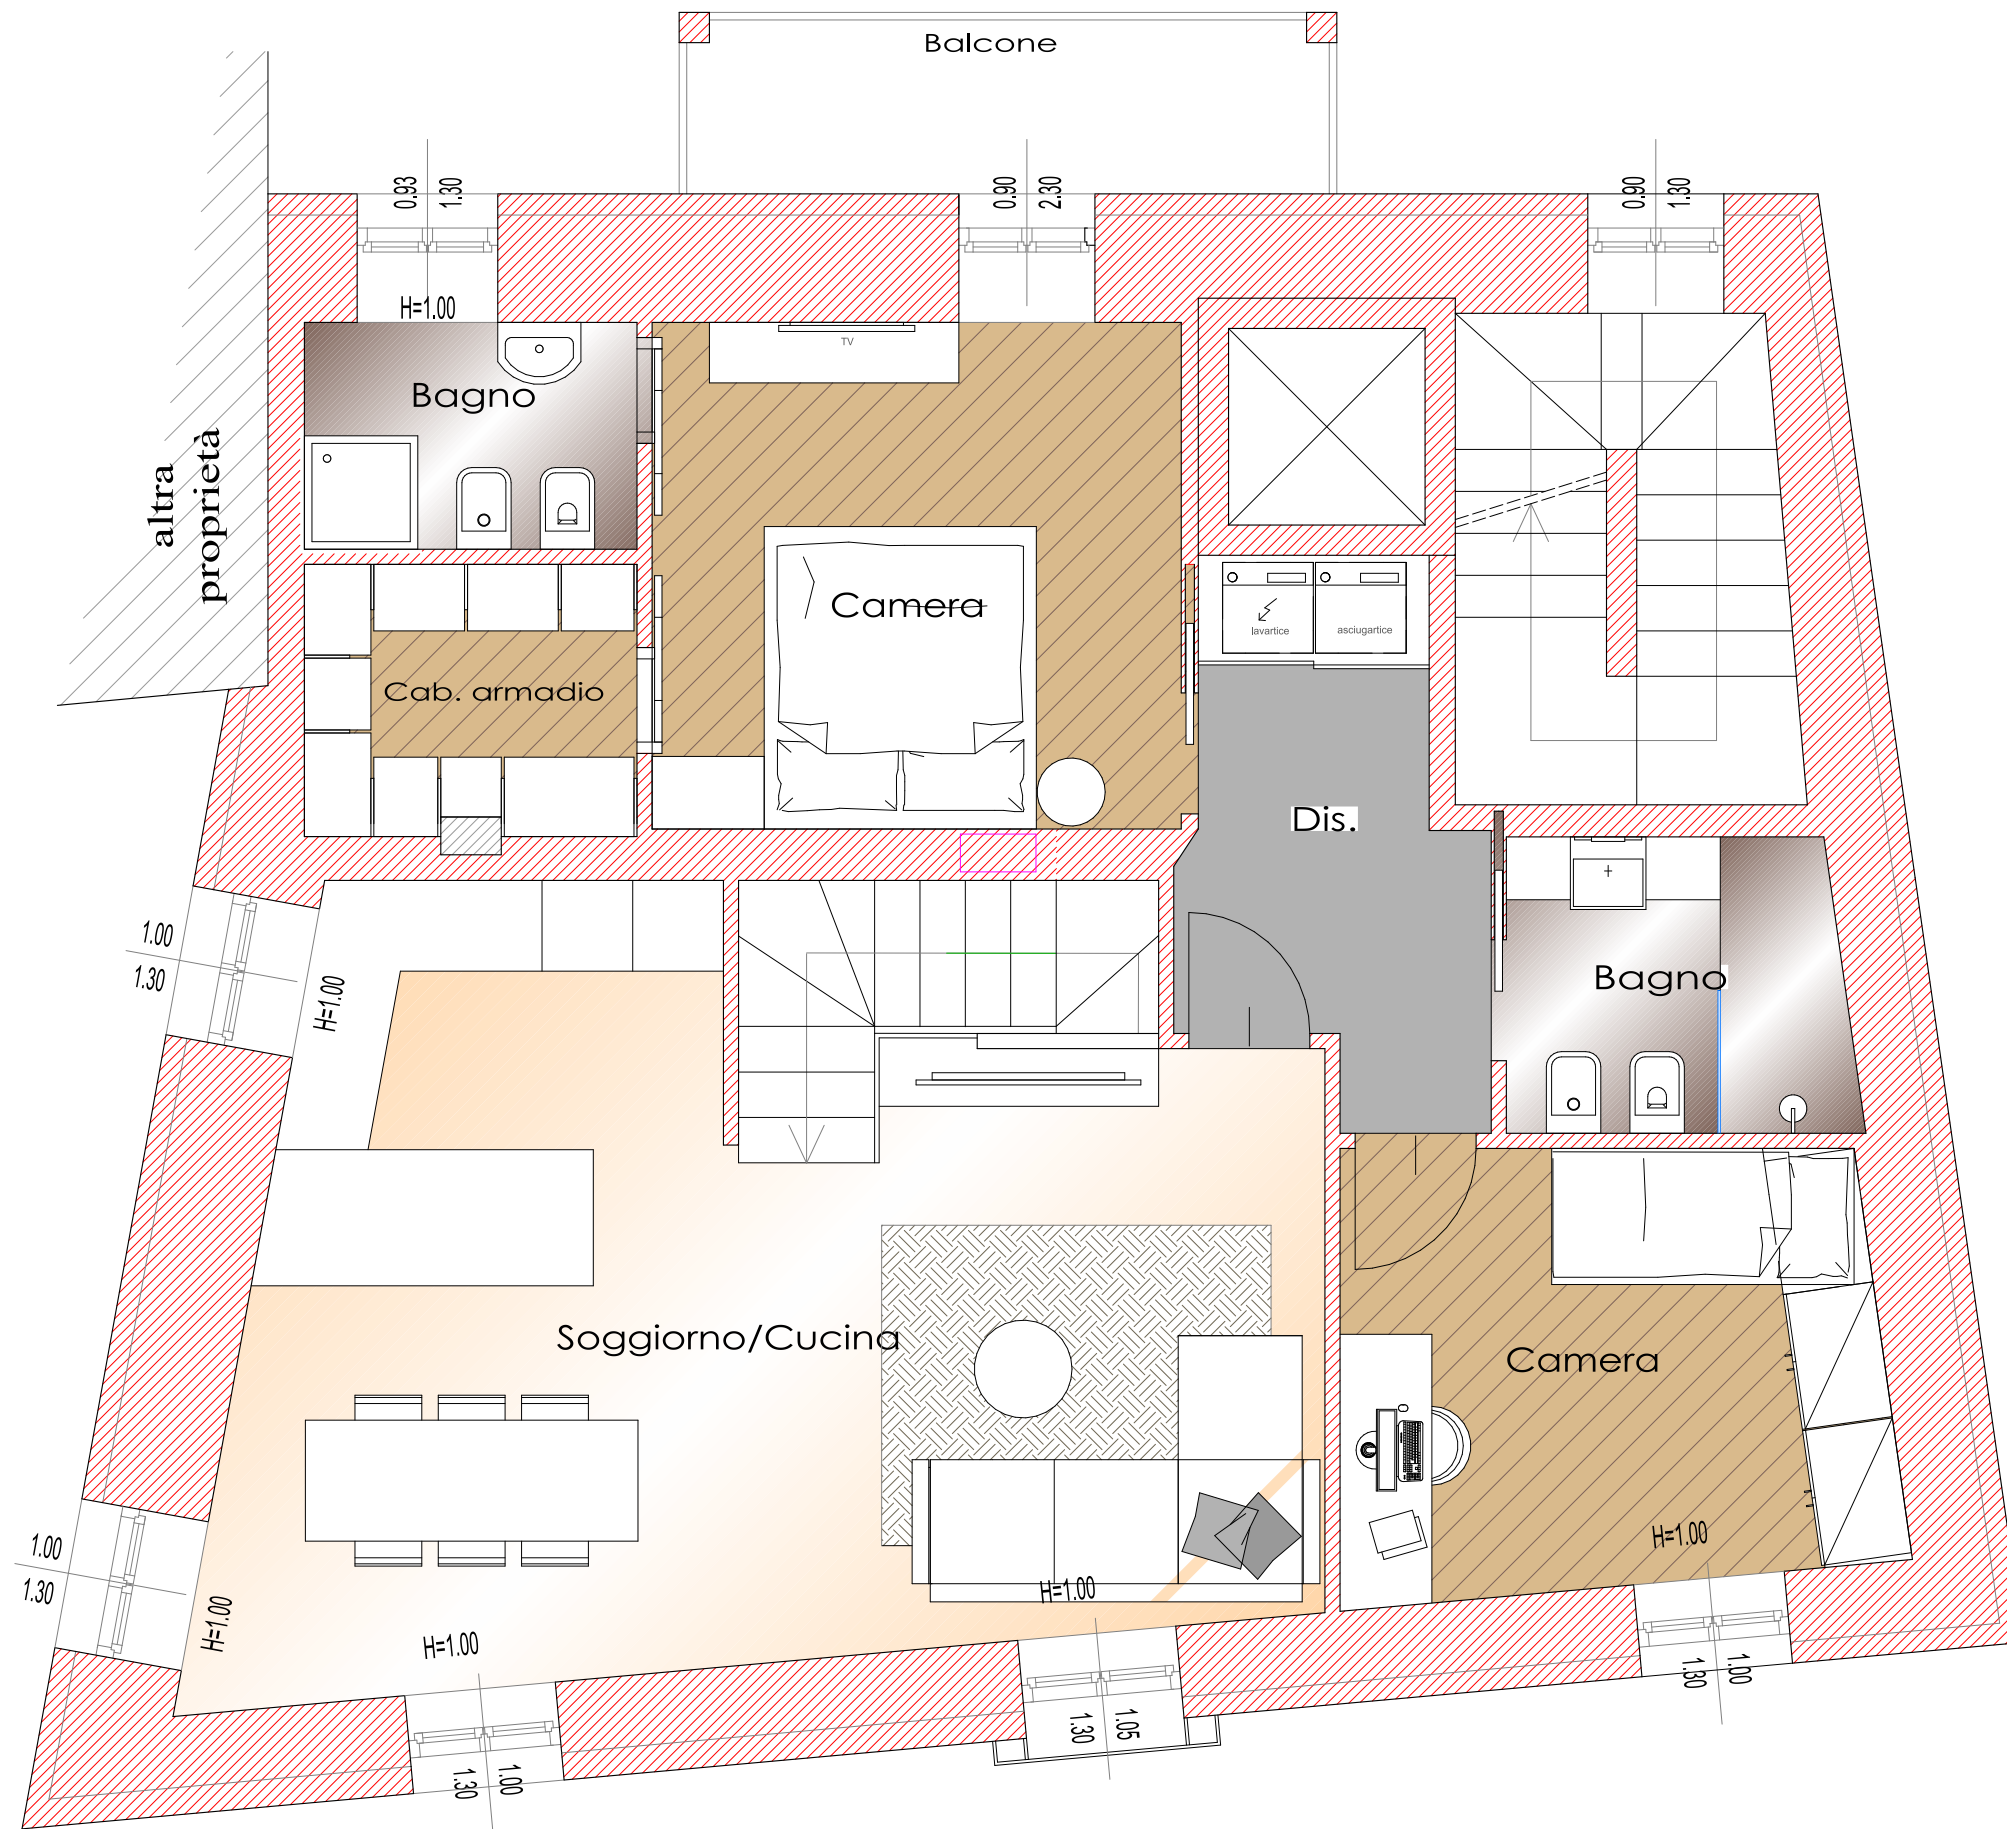 Balcone
0.93
1.30
0.90
2.30
0.90
1.30
H=1.00
TV
Bagno
altra
proprietà
Camera
lavartice
asciugartice
Cab. armadio
Dis.
1.00
1.30
H=1.00
Bagno
Soggiorno/Cucina
Camera
1.00
1.30
H=1.00
H=1.00
H=1.00
H=1.00
1.30
1.00
1.30
1.05
1.30
1.00